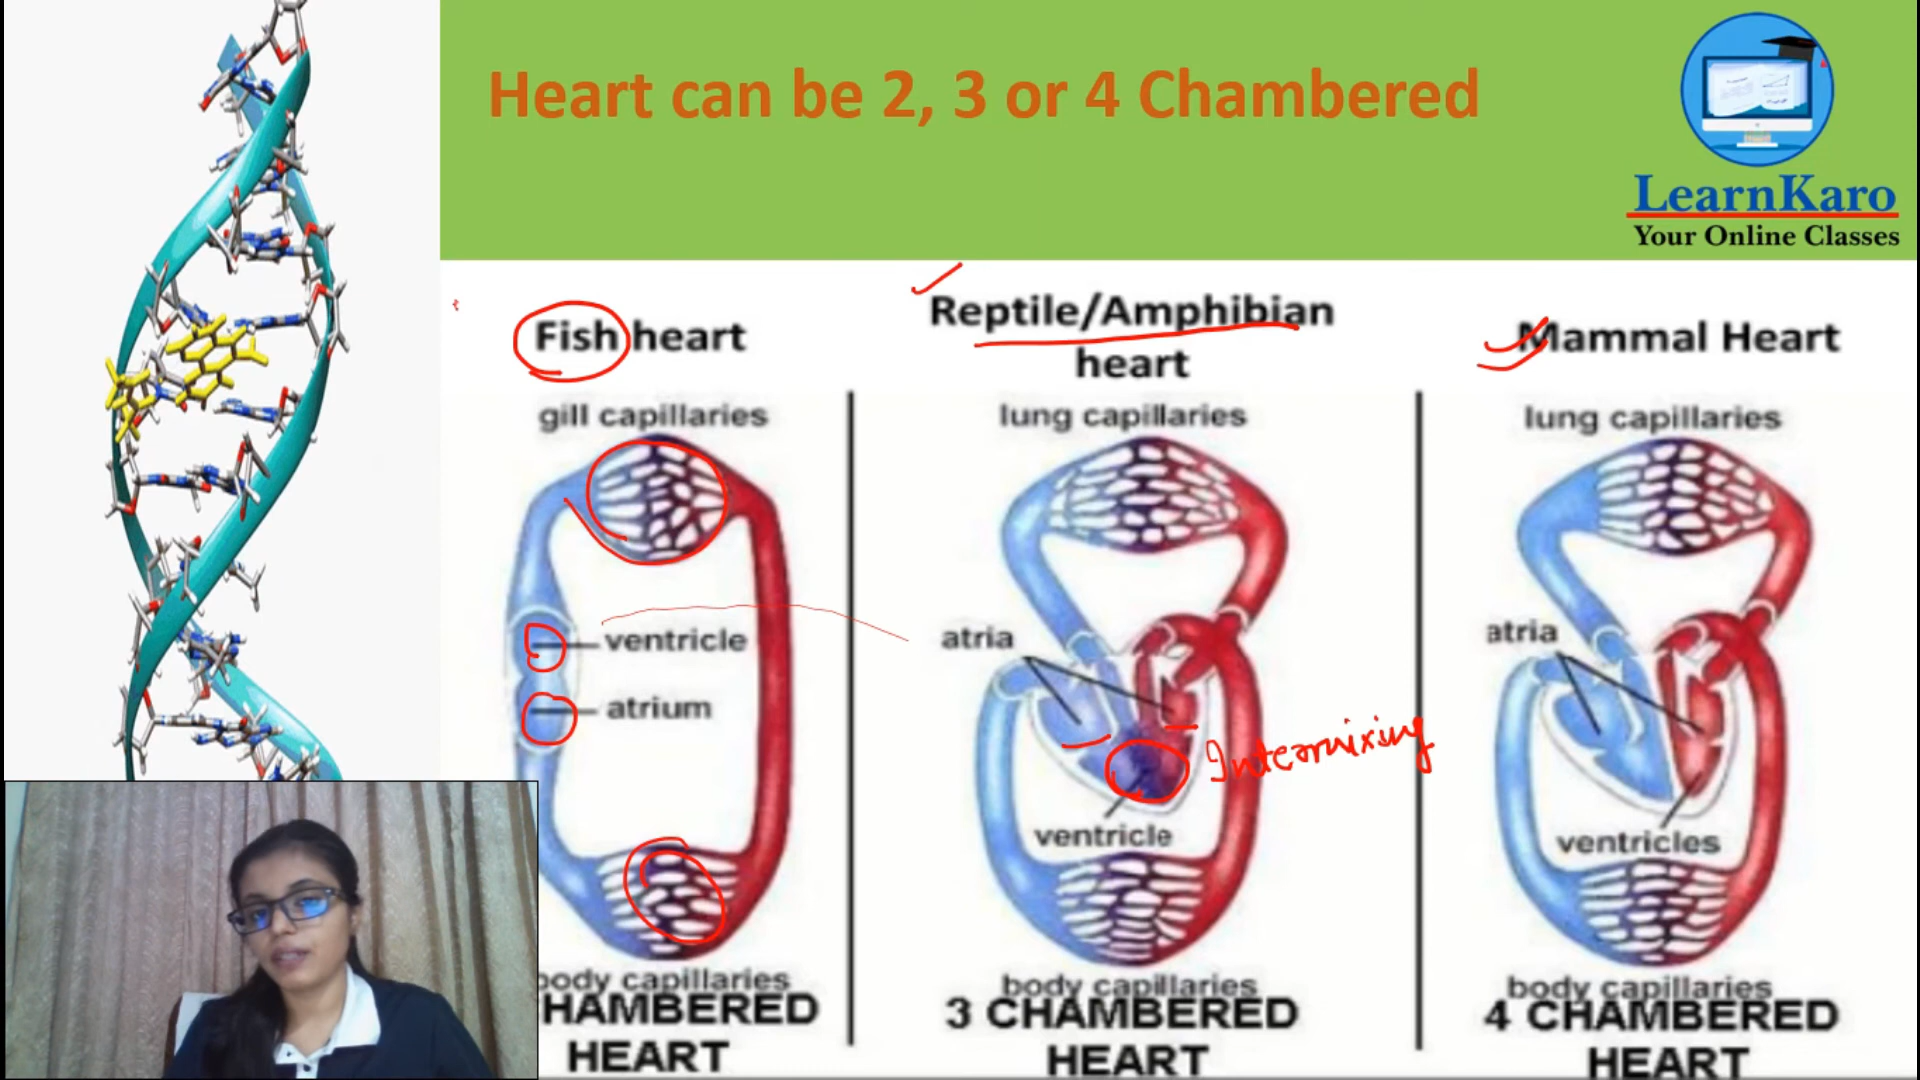 Heart can be 2, 3 or 4 Chambered
LearnKaro
Your Online Classes
Fish heart
gill capillaries
ventricle
atrium
body capillaries
HAMBERED
HEART
Reptile/Amphibian
heart
lung capillaries
atria
Intermixing
ventricle
body capillaries
3 CHAMBERED
HEART
Mammal Heart
lung capillaries
atria
ventricles
body capillaries
4 CHAMBERED
HEART